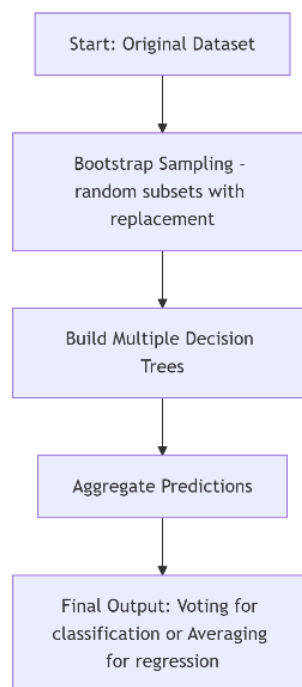 Start: Original Dataset
Bootstrap Sampling -
random subsets with
replacement
Build Multiple Decision
Trees
Aggregate Predictions
Final Output: Voting for
classification or Averaging
for regression